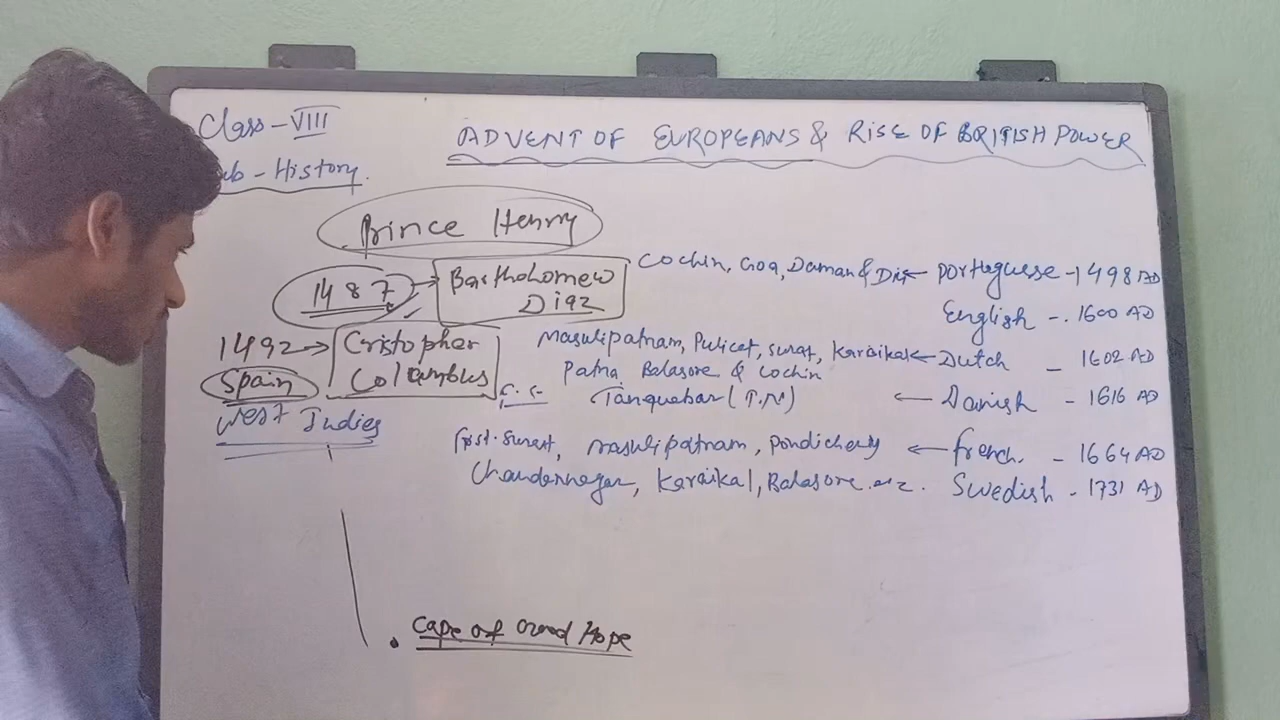 Class - VIII
ub - History.
ADVENT OF EUROPEANS & RISE OF BRITISH POWER
Prince Henry
1487 → Bartholomew Diaz
1492 → Cristopher Columbus
Spain
West Indies
Cochin, Goa, Daman & Diu ← Portuguesse - 1498 AD
English - 1600 AD
Masulipatnam, Pulicat, Surat, Karaikal ← Dutch - 1602 AD
Patna Balasore & Cochin
Tanquebar (T.N) ← Danish - 1616 AD
Surat, Masulipatnam, Pondicherry ← french. - 1664 AD
Chandernagar, Karaikal, Balasore etc. Swedish - 1731 AD
. Cape of Good Hope